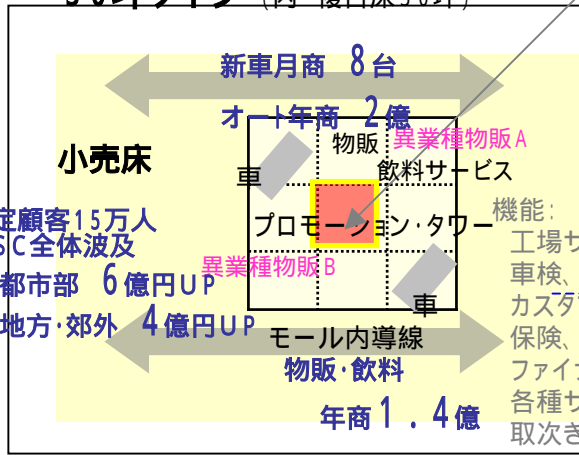 新車月商 8台
オート年商 2億
物販
異業種物販A
小売床
車
飲料サービス
定顧客15万人
プロモーション・タワー
機能:
SC全体波及
工場サ
異業種物販B
都市部 6億円UP
車検、
カスタ
車
地方・郊外 4億円UP
モール内導線
保険、
物販・飲料
ファイナ
各種サ
年商1.4億
取次き